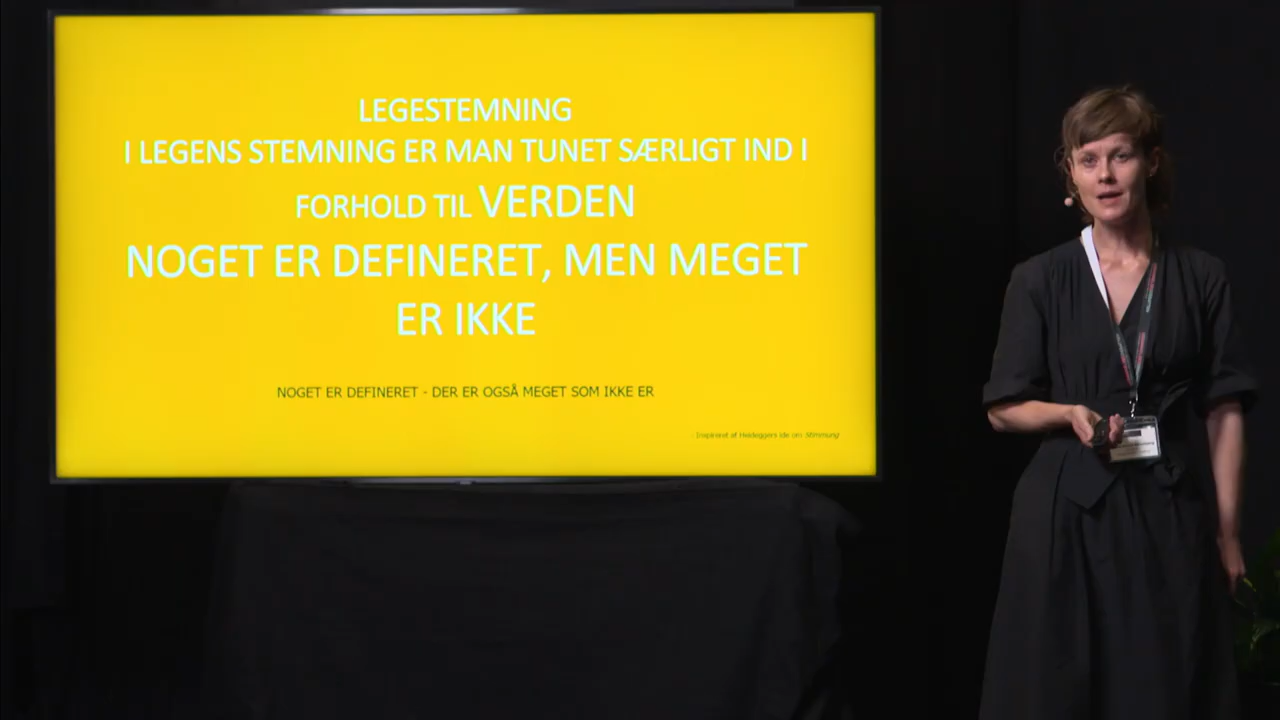 LEGESTEMNING
I LEGENS STEMNING ER MAN TUNET SÆRLIGT IND I
FORHOLD TIL VERDEN
NOGET ER DEFINERET, MEN MEGET
ER IKKE
NOGET ER DEFINERET - DER ER OGSÅ MEGET SOM IKKE ER
- Inspireret af Heideggers ide om Stimmung